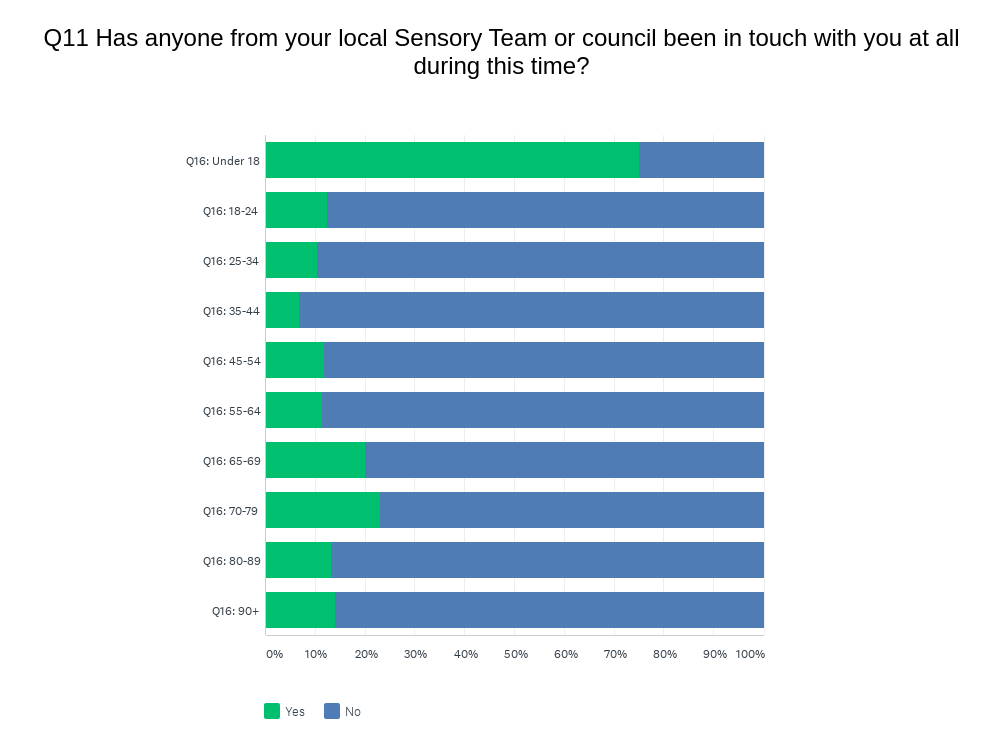 Q11 Has anyone from your local Sensory Team or council been in touch with you at all
during this time?
Q16: Under 18
Q16: 18-24
Q16: 25-34
Q16: 35-44
Q16: 45-54
Q16: 55-64
Q16: 65-69
Q16: 70-79
Q16: 80-89
Q16: 90+
0% 10% 20% 30% 40% 50% 60% 70% 80% 90% 100%
Yes No